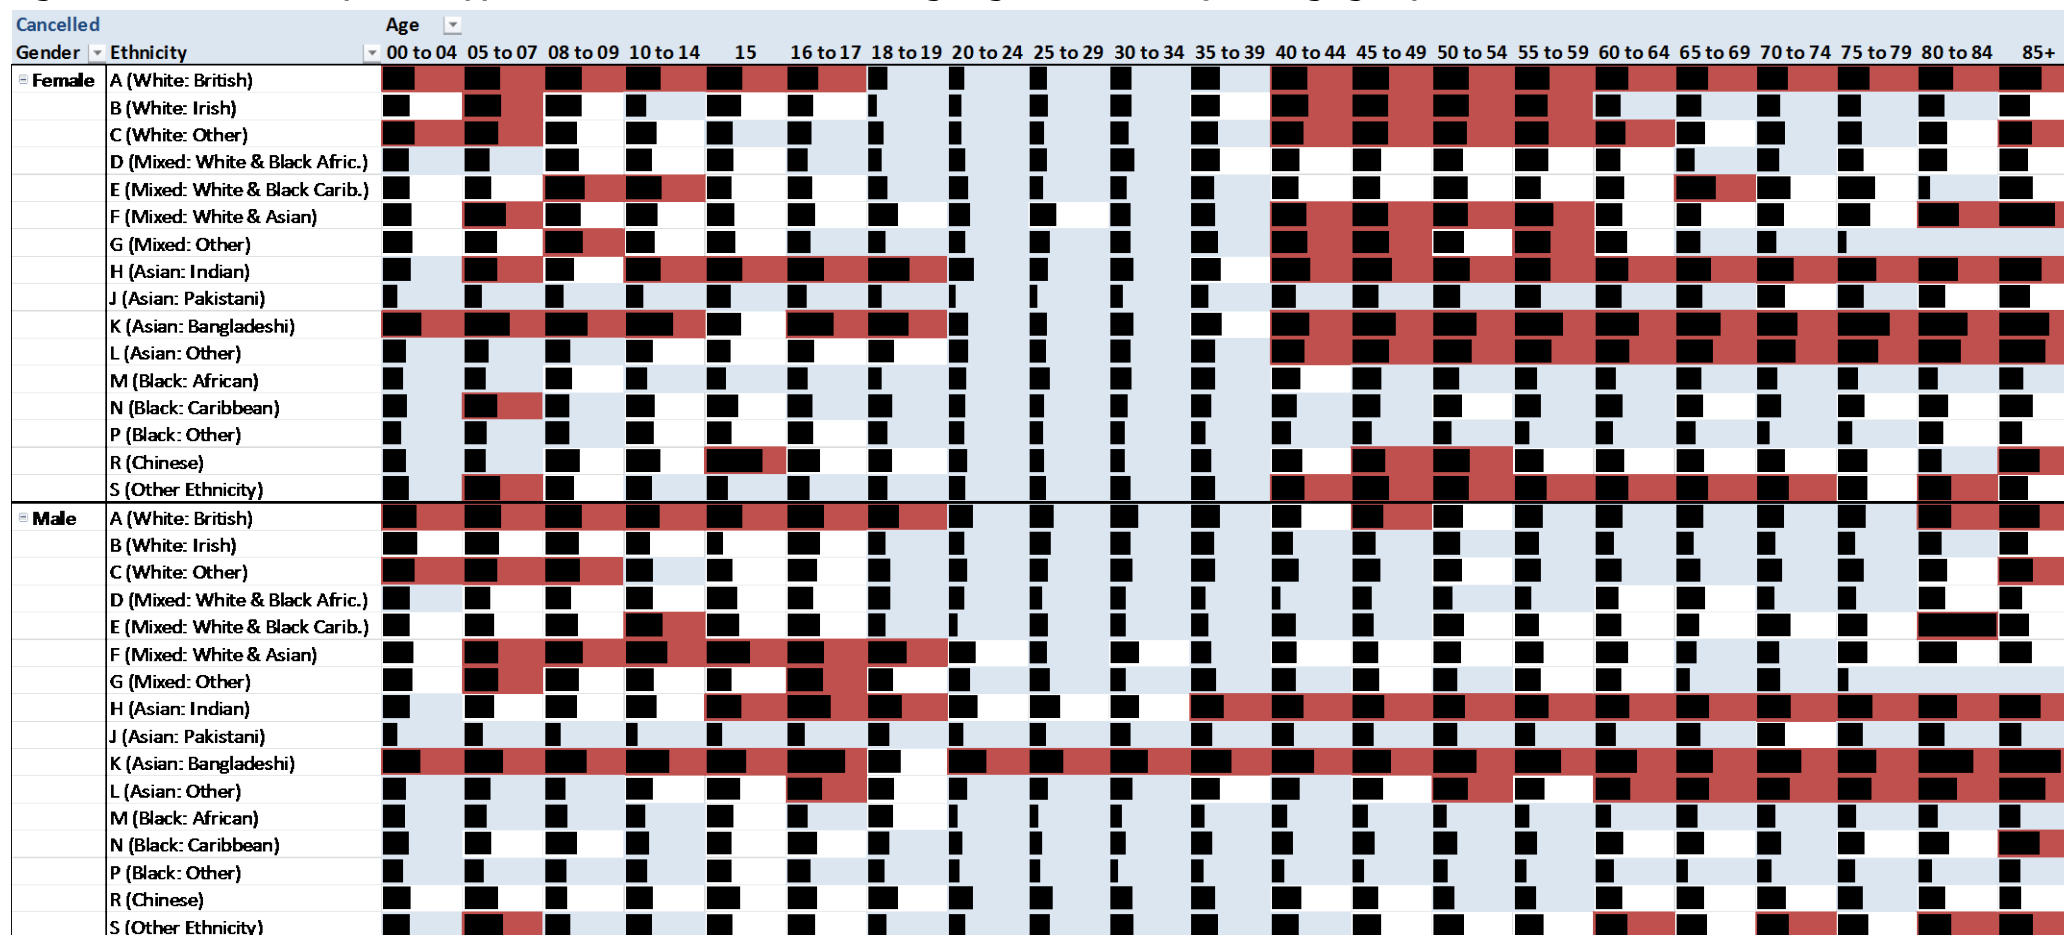 Cancelled Age
Gender Ethnicity 00 to 04 05 to 07 08 to 09 10 to 14 15 16 to 17 18 to 19 20 to 24 25 to 29 30 to 34 35 to 39 40 to 44 45 to 49 50 to 54 55 to 59 60 to 64 65 to 69 70 to 74 75 to 79 80 to 84 85+
Female A (White: British)
B (White: Irish)
C (White: Other)
D (Mixed: White & Black Afric.)
E (Mixed: White & Black Carib.)
F (Mixed: White & Asian)
G (Mixed: Other)
H (Asian: Indian)
J (Asian: Pakistani)
K (Asian: Bangladeshi)
L (Asian: Other)
M (Black: African)
N (Black: Caribbean)
P (Black: Other)
R (Chinese)
S (Other Ethnicity)
Male A (White: British)
B (White: Irish)
C (White: Other)
D (Mixed: White & Black Afric.)
E (Mixed: White & Black Carib.)
F (Mixed: White & Asian)
G (Mixed: Other)
H (Asian: Indian)
J (Asian: Pakistani)
K (Asian: Bangladeshi)
L (Asian: Other)
M (Black: African)
N (Black: Caribbean)
P (Black: Other)
R (Chinese)
S (Other Ethnicity)